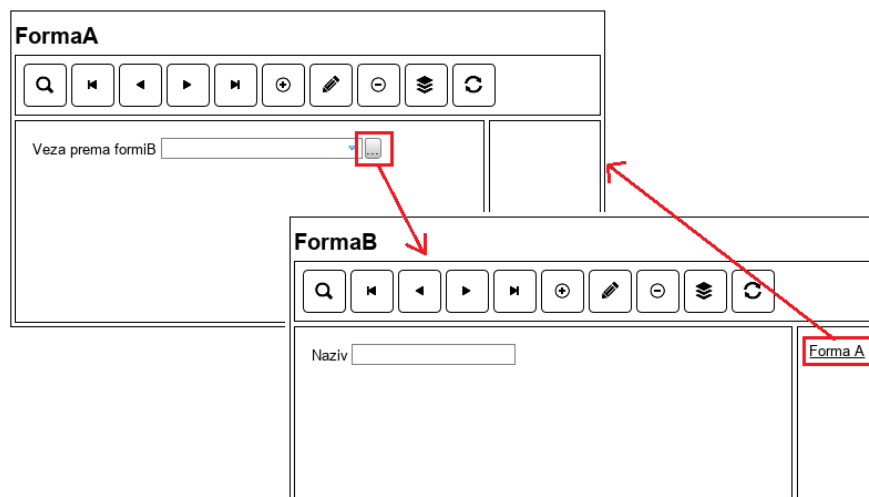 FormaA
Veza prema formiB
...
FormaB
Naziv
Forma A